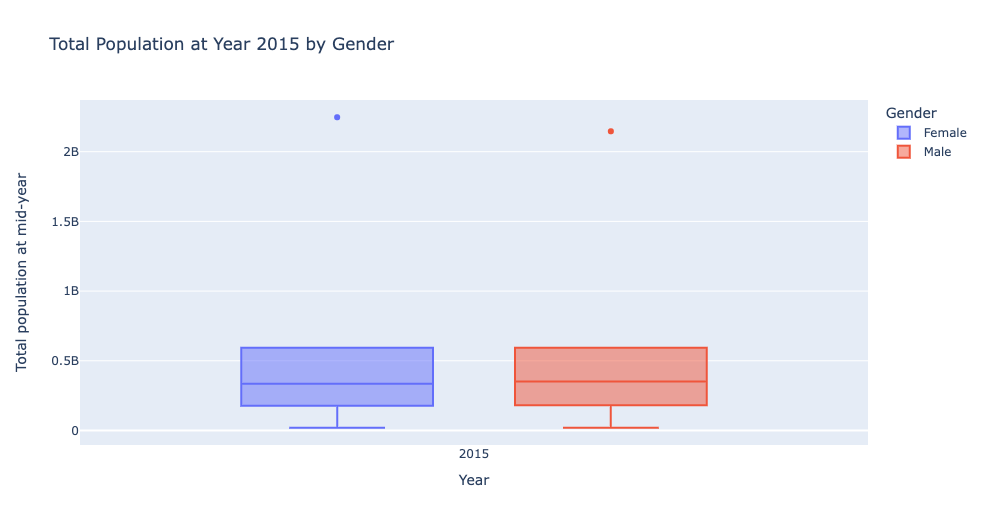 Total Population at Year 2015 by Gender
Gender
Female
Male
Total population at mid-year
2B
1.5B
1B
0.5B
0
2015
Year